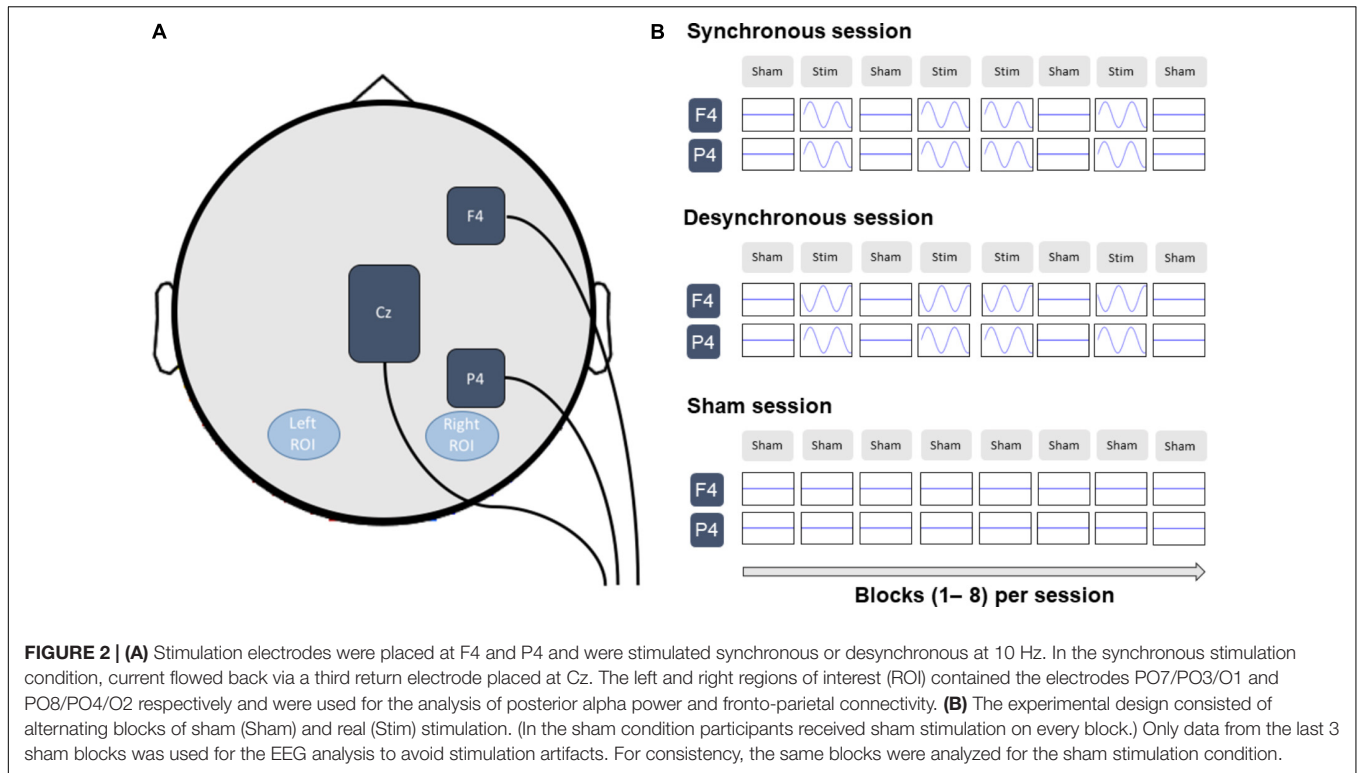 A
F4
Cz
P4
Left
ROI
Right
ROI
B
Synchronous session
Sham Stim Sham Stim Stim Sham Stim Sham
F4
P4
Desynchronous session
Sham Stim Sham Stim Stim Sham Stim Sham
F4
P4
Sham session
Sham Sham Sham Sham Sham Sham Sham Sham
F4
P4
Blocks (1– 8) per session
FIGURE 2 | (A) Stimulation electrodes were placed at F4 and P4 and were stimulated synchronous or desynchronous at 10 Hz. In the synchronous stimulation
condition, current flowed back via a third return electrode placed at Cz. The left and right regions of interest (ROI) contained the electrodes PO7/PO3/O1 and
PO8/PO4/O2 respectively and were used for the analysis of posterior alpha power and fronto-parietal connectivity. (B) The experimental design consisted of
alternating blocks of sham (Sham) and real (Stim) stimulation. (In the sham condition participants received sham stimulation on every block.) Only data from the last 3
sham blocks was used for the EEG analysis to avoid stimulation artifacts. For consistency, the same blocks were analyzed for the sham stimulation condition.